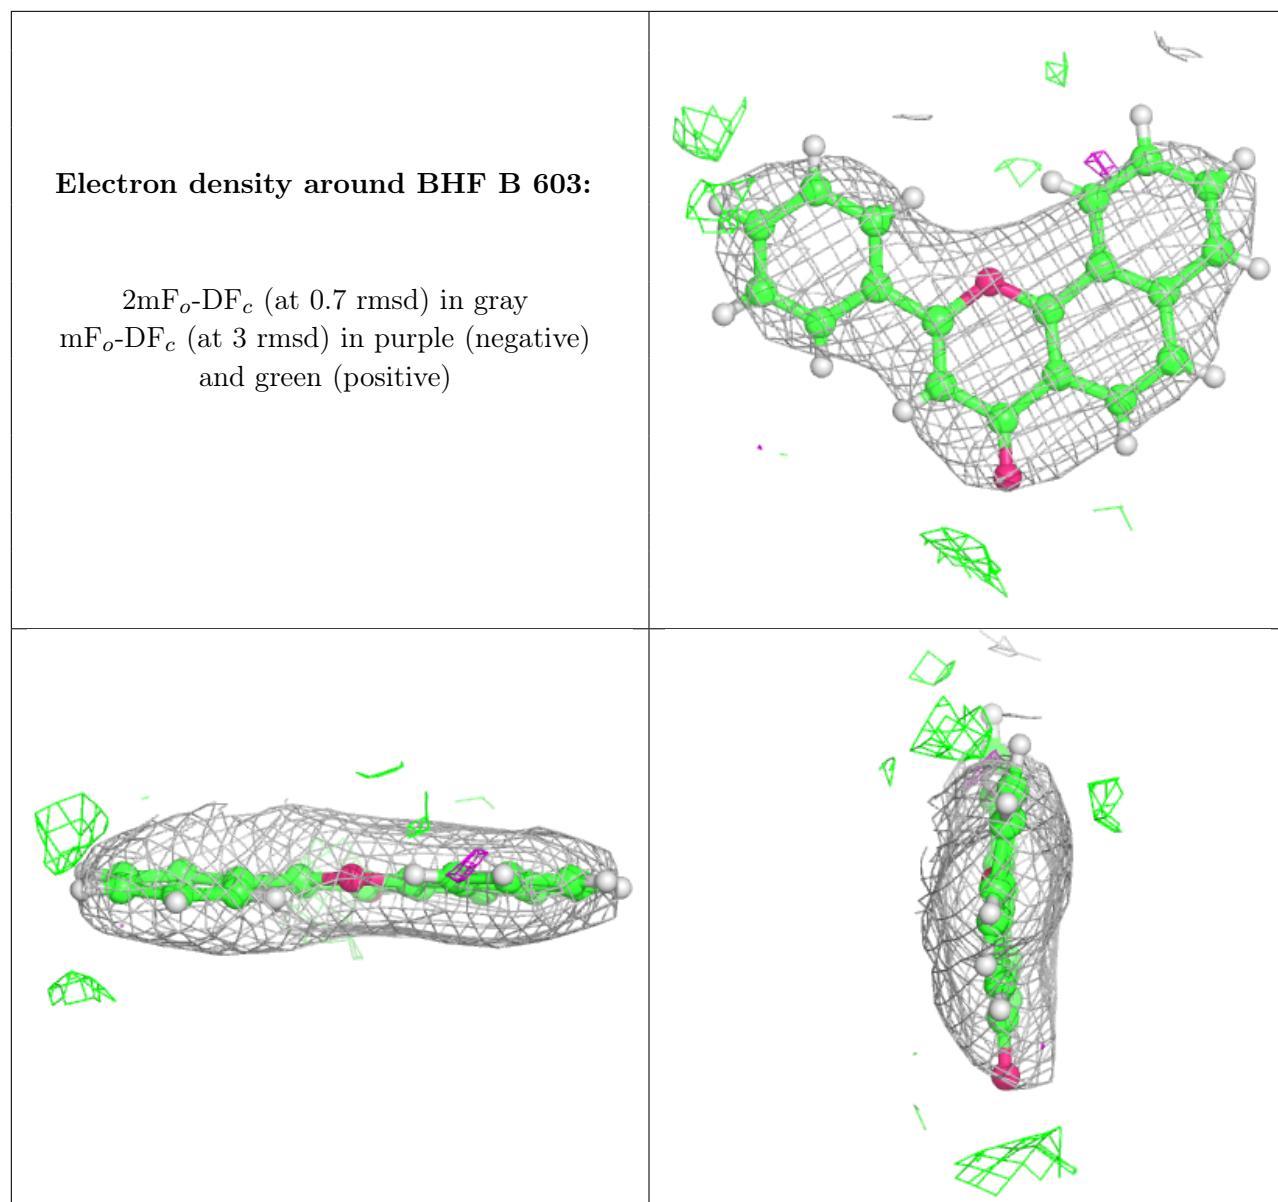 Electron density around BHF B 603:
2mFo-DFc (at 0.7 rmsd) in gray
mFo-DFc (at 3 rmsd) in purple (negative)
and green (positive)